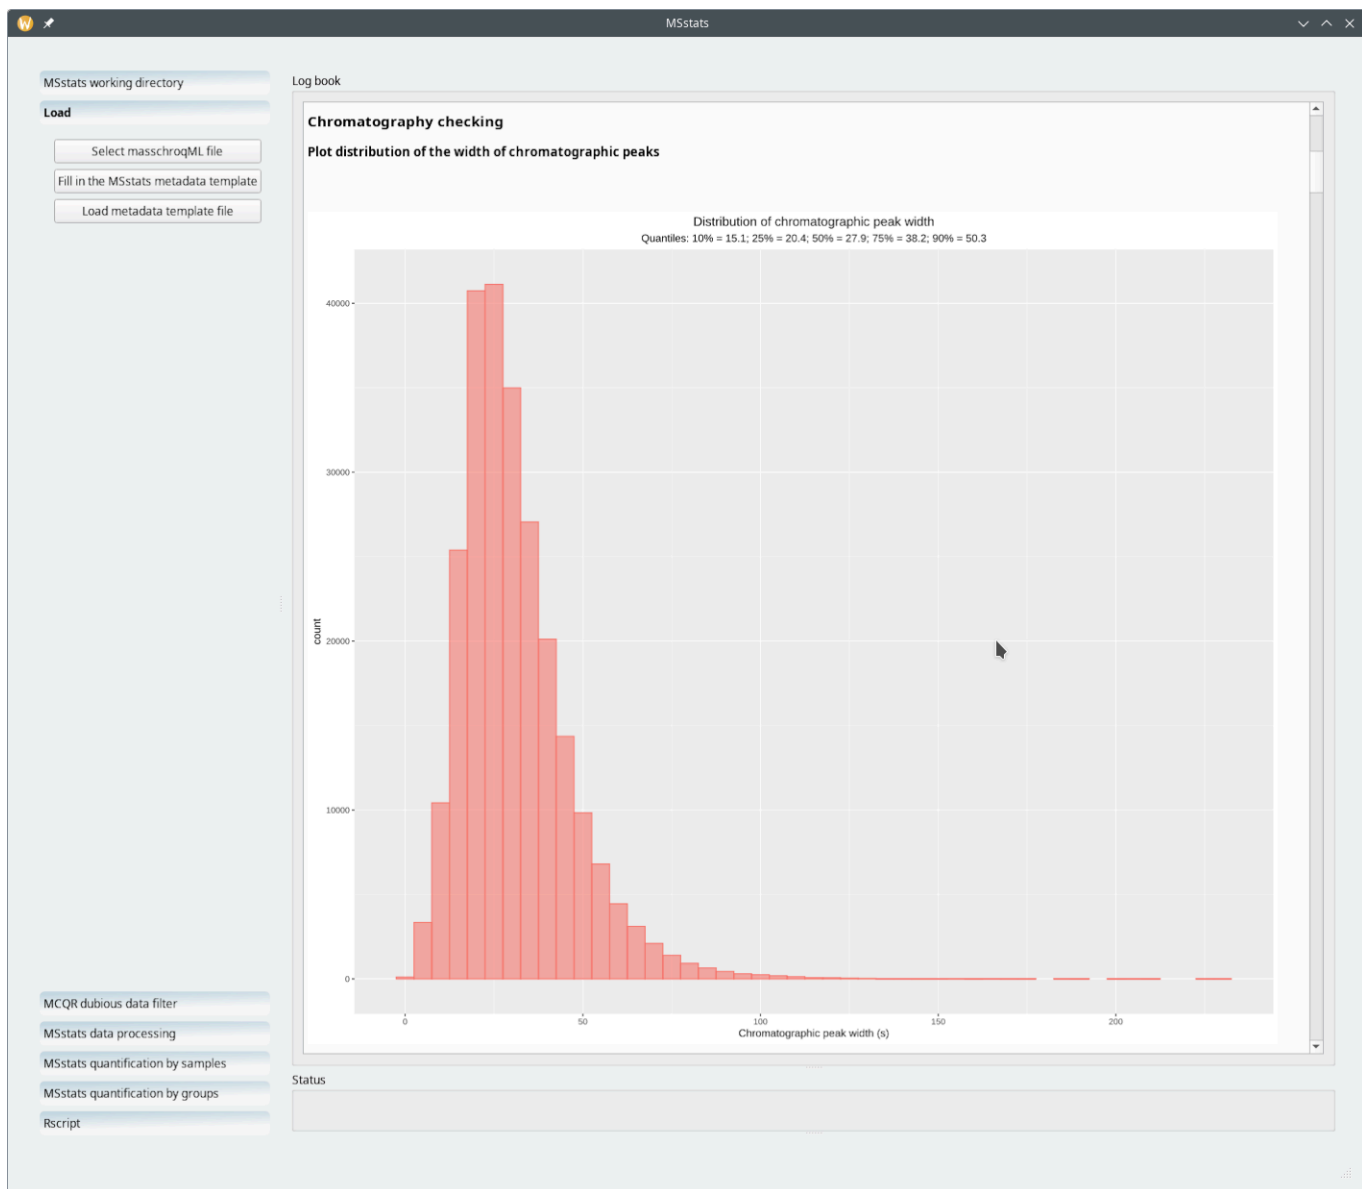 MSstats
MSstats working directory
Load
Select masschroqML file
Fill in the MSstats metadata template
Load metadata template file
MCQR dubious data filter
MSstats data processing
MSstats quantification by samples
MSstats quantification by groups
Rscript
Log book
Chromatography checking
Plot distribution of the width of chromatographic peaks
Distribution of chromatographic peak width
Quantiles: 10% = 15.1; 25% = 20.4; 50% = 27.9; 75% = 38.2; 90% = 50.3
40000
30000
20000
10000
0
count
0 50 100 150 200
Chromatographic peak width (s)
Status